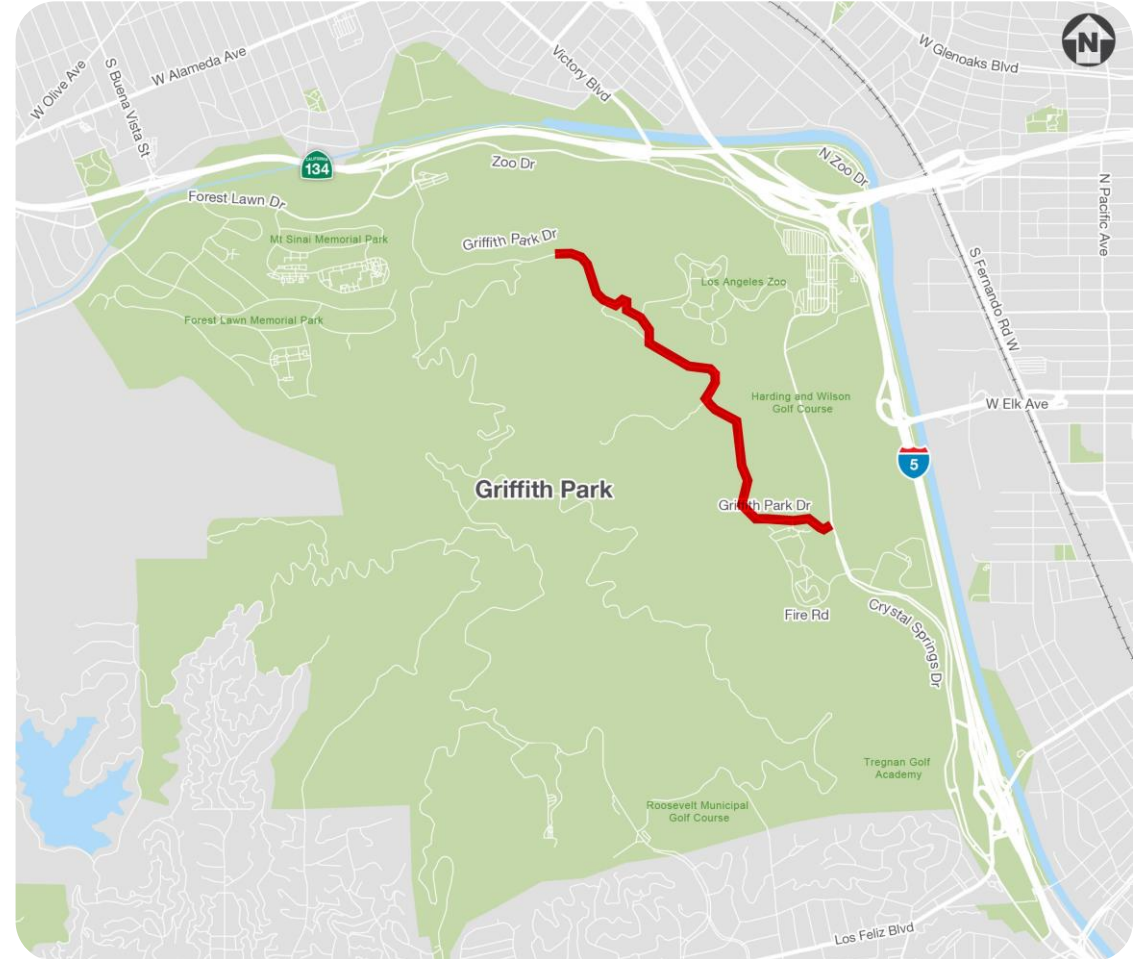 N
W Glenoaks Blvd
W Olive Ave
S Buena Vista St
W Alameda Ave
Victory Blvd
CALIFORNIA
134
Zoo Dr
N Zoo Dr
N Pacific Ave
Forest Lawn Dr
Mt Sinai Memorial Park
Griffith Park Dr
Los Angeles Zoo
S Fernando Rd W
Forest Lawn Memorial Park
Harding and Wilson
Golf Course
W Elk Ave
5
Griffith Park
Griffith Park Dr
Fire Rd
Crystal Springs Dr
Tregnan Golf
Academy
Roosevelt Municipal
Golf Course
Los Feliz Blvd